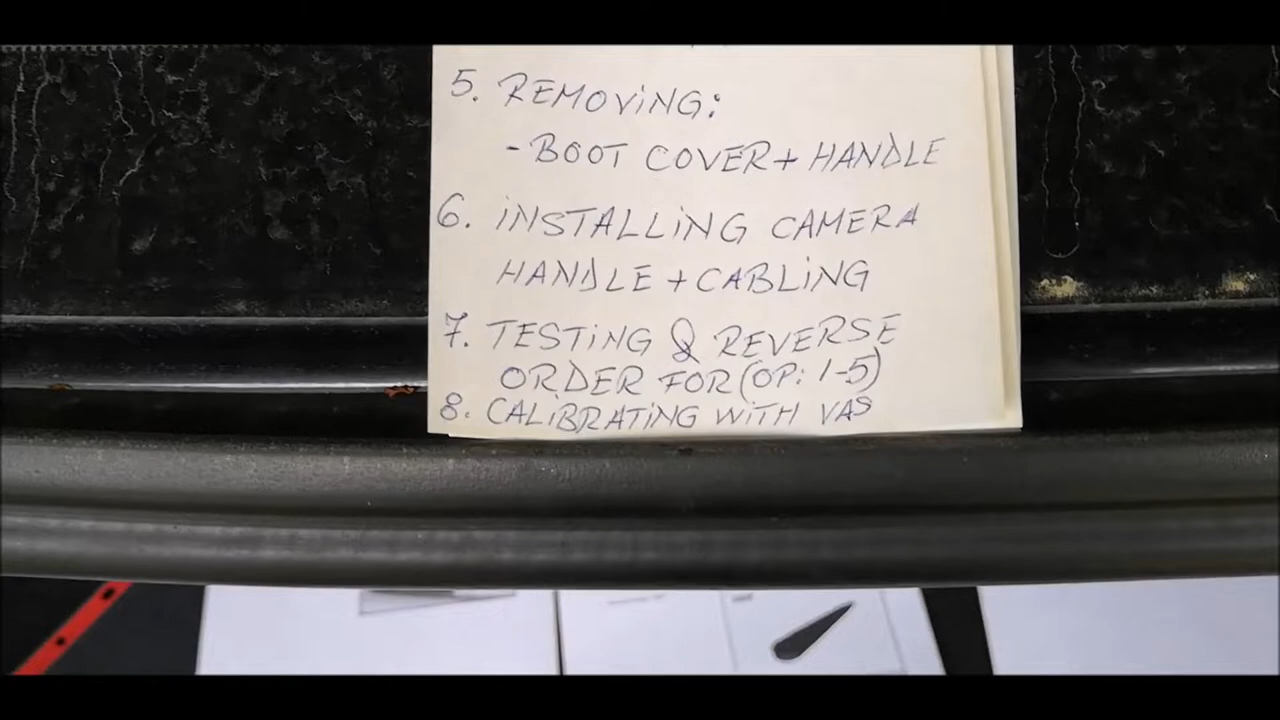 5. REMOViNG:
- BOOT COVER + HANDLE
6. iNSTALLiNG CAMERA
HANDLE + CABLiNG
7. TESTiNG & REVERSE
ORDER FOR (OP: 1-5)
8. CALiBRATiNG WiTH VAS